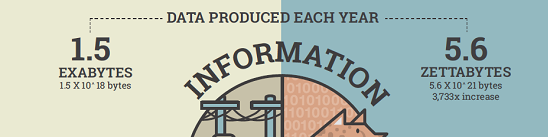 DATA PRODUCED EACH YEAR
1.5
EXABYTES
1.5 X 10^18 bytes
5.6
ZETTABYTES
5.6 X 10^21 bytes
3,733x increase
INFORMATION